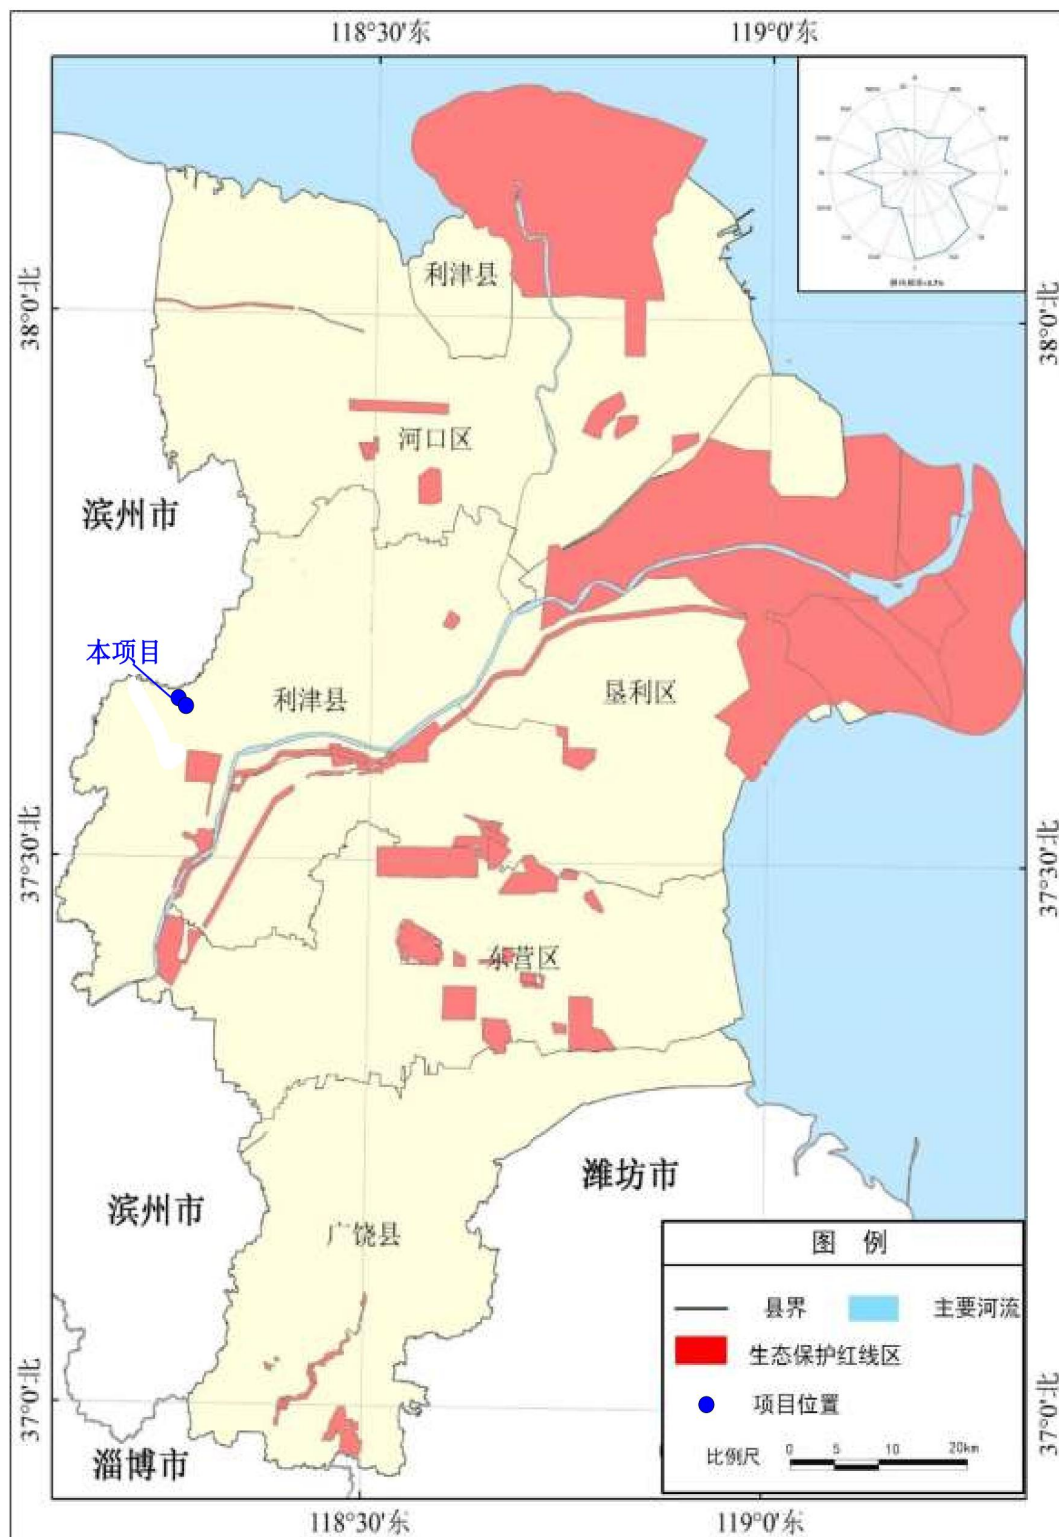 118°30'东
119°0'东
38°0'北
38°0'北
利津县
河口区
滨州市
本项目
利津县
垦利区
37°30'北
37°30'北
东营区
潍坊市
滨州市
广饶县
图 例
县界
主要河流
生态保护红线区
项目位置
比例尺
0 5 10 20km
37°0'北
37°0'北
淄博市
118°30'东
119°0'东